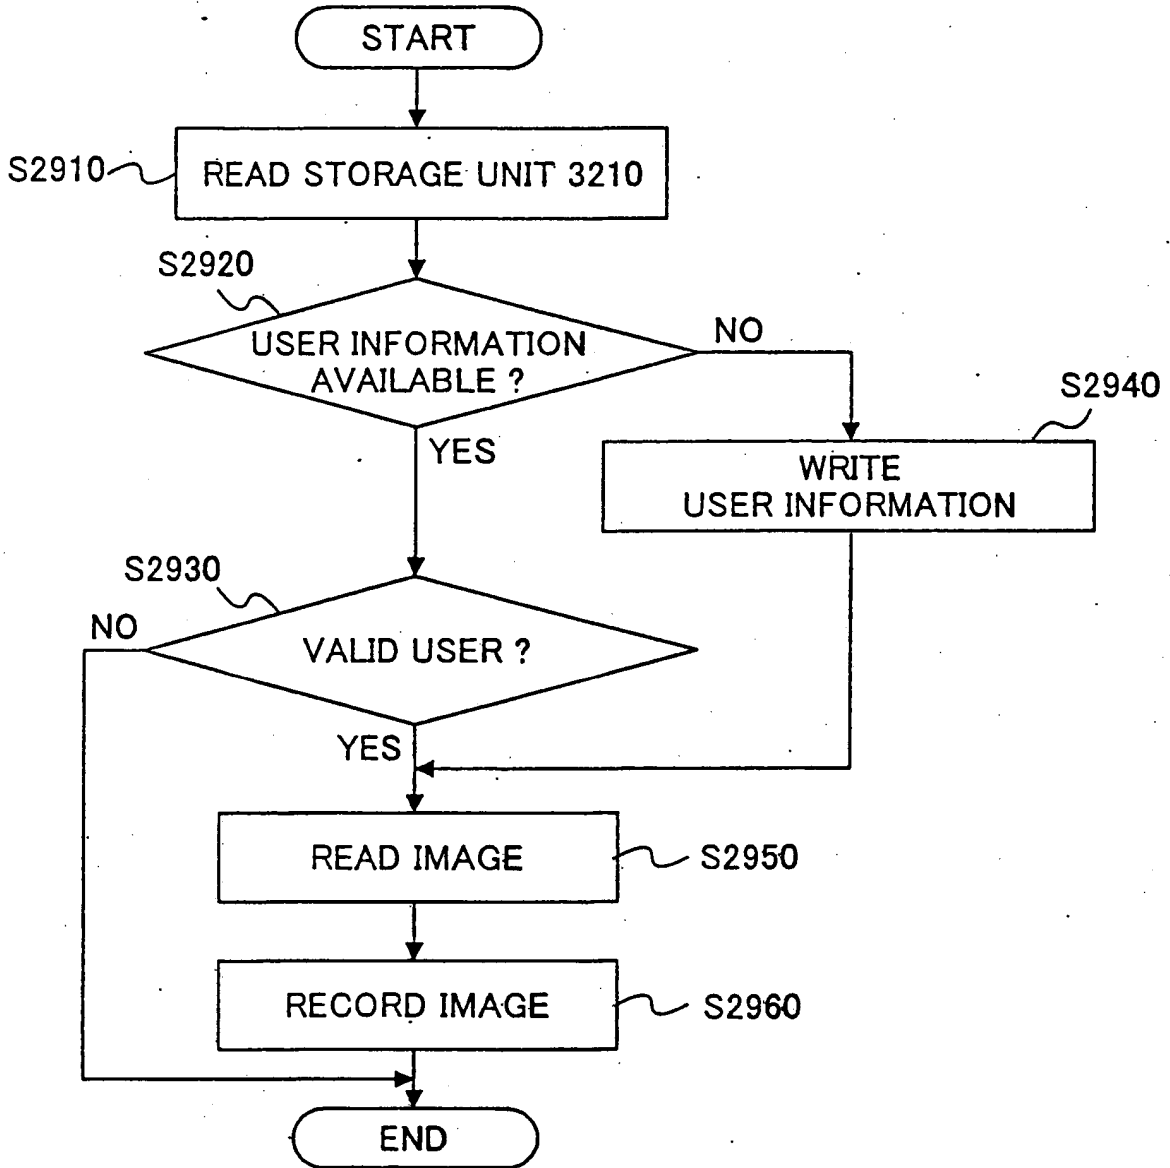 START
S2910
READ STORAGE UNIT 3210
S2920
USER INFORMATION
AVAILABLE ?
NO
YES
S2940
WRITE
USER INFORMATION
S2930
NO
VALID USER ?
YES
READ IMAGE
S2950
RECORD IMAGE
S2960
END